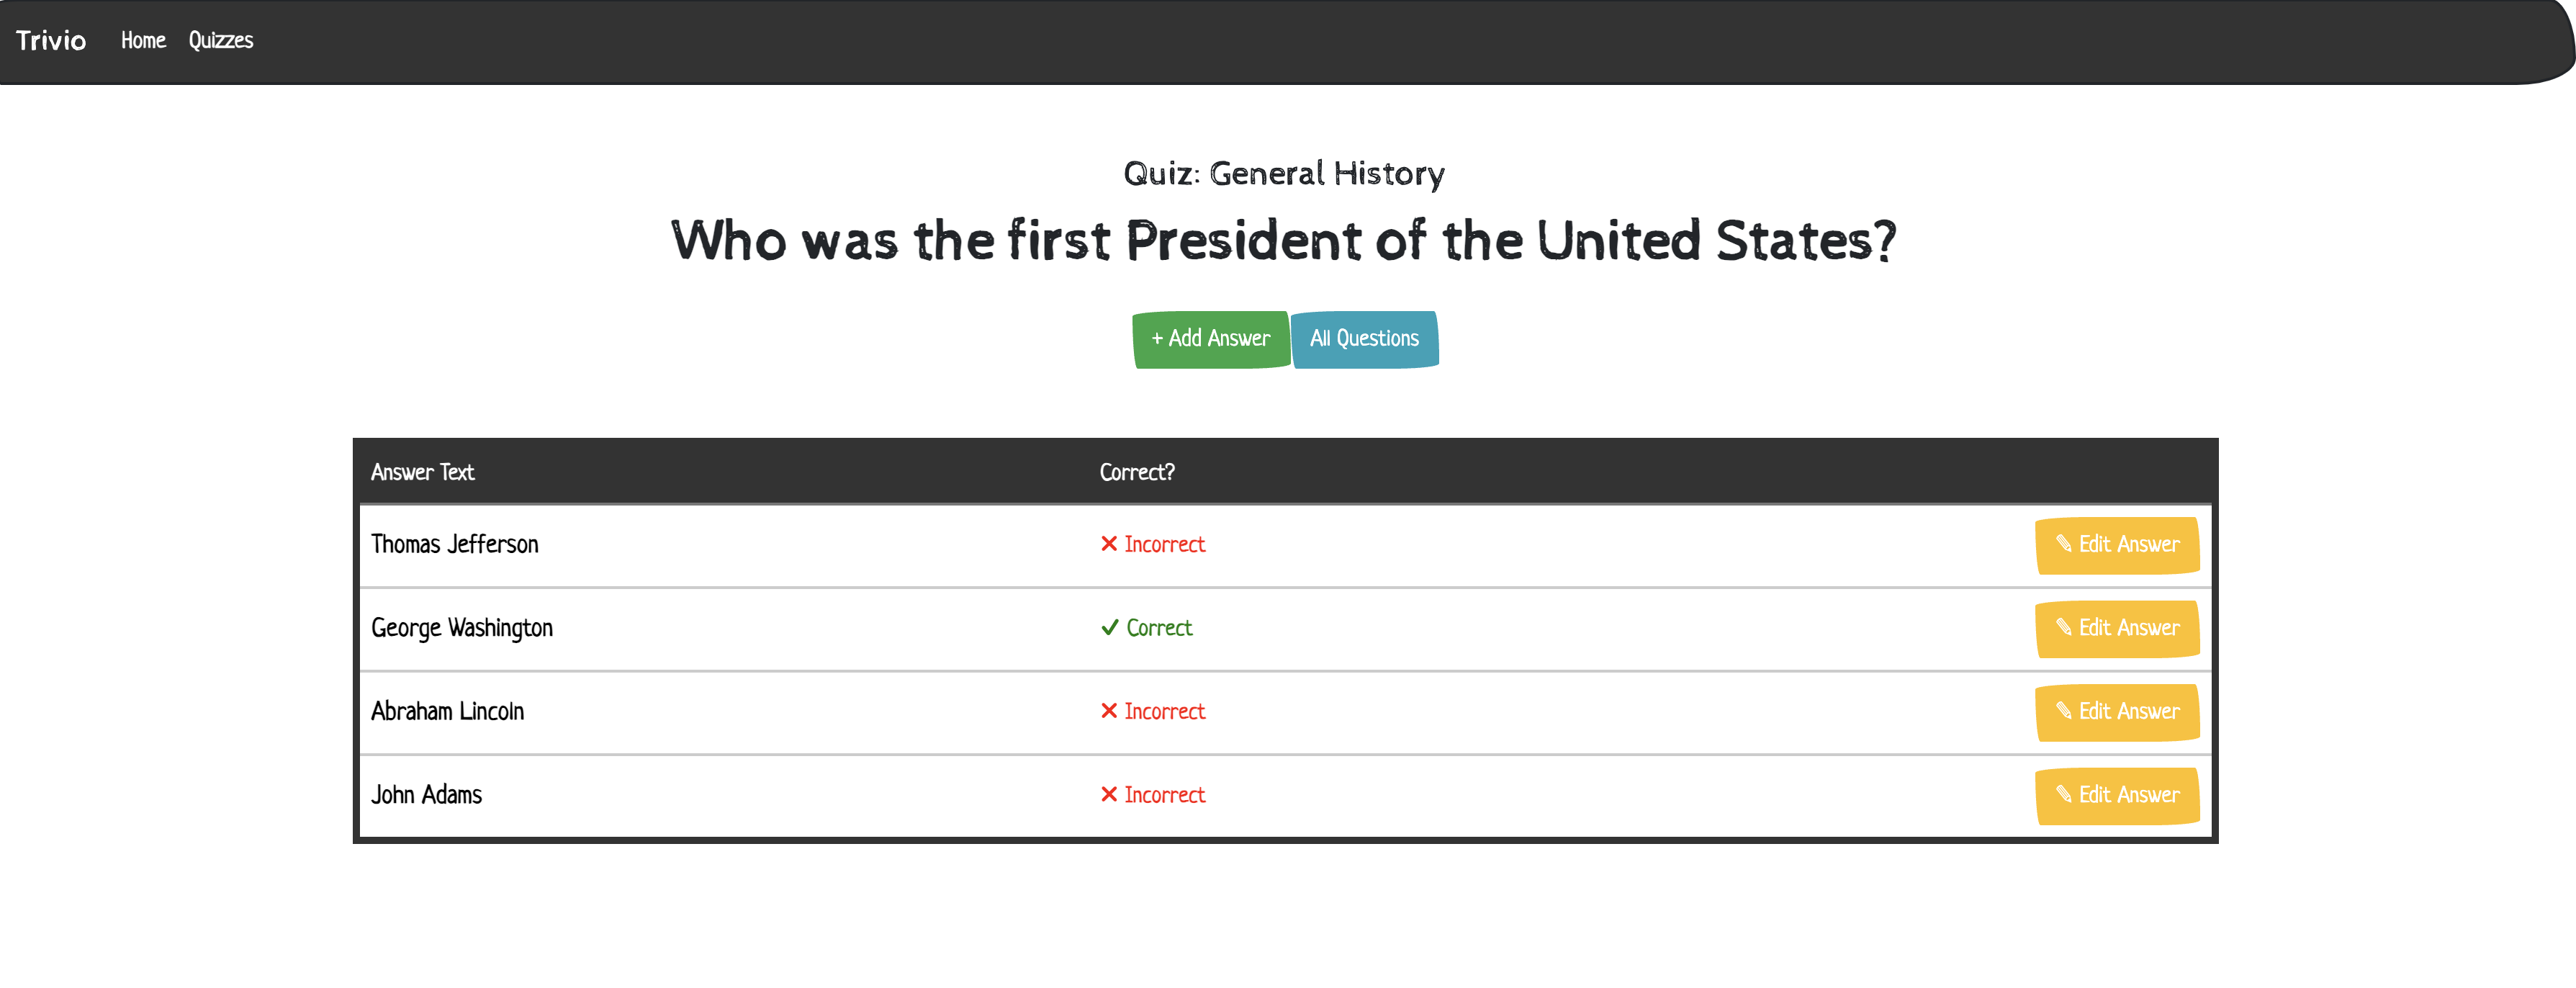 Trivio Home Quizzes
Quiz: General History
Who was the first President of the United States?
+ Add Answer All Questions
Answer Text Correct?
Thomas Jefferson Incorrect Edit Answer
George Washington Correct Edit Answer
Abraham Lincoln Incorrect Edit Answer
John Adams Incorrect Edit Answer